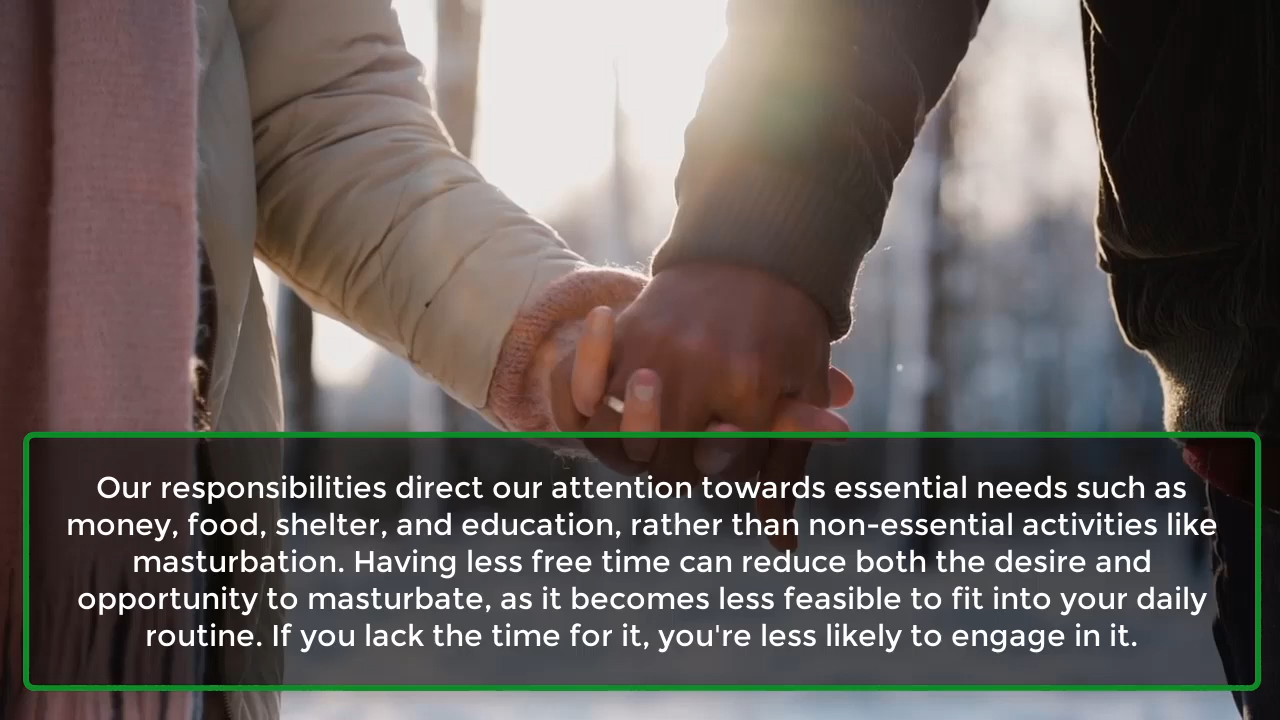 Our responsibilities direct our attention towards essential needs such as
money, food, shelter, and education, rather than non-essential activities like
masturbation. Having less free time can reduce both the desire and
opportunity to masturbate, as it becomes less feasible to fit into your daily
routine. If you lack the time for it, you're less likely to engage in it.